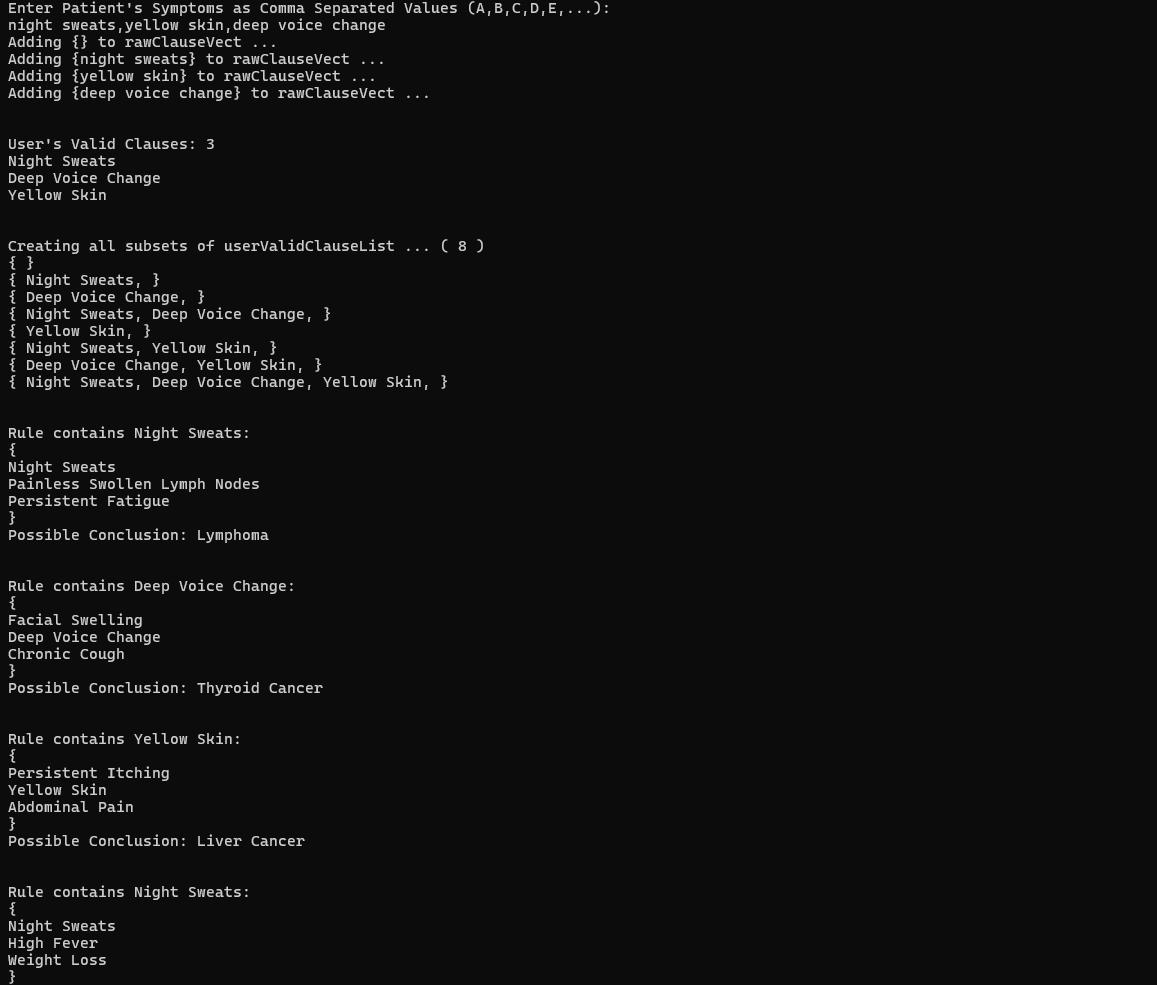 Enter Patient's Symptoms as Comma Separated Values (A,B,C,D,E,...):
night sweats,yellow skin,deep voice change
Adding {} to rawClauseVect ...
Adding {night sweats} to rawClauseVect ...
Adding {yellow skin} to rawClauseVect ...
Adding {deep voice change} to rawClauseVect ...
User's Valid Clauses: 3
Night Sweats
Deep Voice Change
Yellow Skin
Creating all subsets of userValidClauseList ... ( 8 )
{ }
{ Night Sweats, }
{ Deep Voice Change, }
{ Night Sweats, Deep Voice Change, }
{ Yellow Skin, }
{ Night Sweats, Yellow Skin, }
{ Deep Voice Change, Yellow Skin, }
{ Night Sweats, Deep Voice Change, Yellow Skin, }
Rule contains Night Sweats:
{
Night Sweats
Painless Swollen Lymph Nodes
Persistent Fatigue
}
Possible Conclusion: Lymphoma
Rule contains Deep Voice Change:
{
Facial Swelling
Deep Voice Change
Chronic Cough
}
Possible Conclusion: Thyroid Cancer
Rule contains Yellow Skin:
{
Persistent Itching
Yellow Skin
Abdominal Pain
}
Possible Conclusion: Liver Cancer
Rule contains Night Sweats:
{
Night Sweats
High Fever
Weight Loss
}